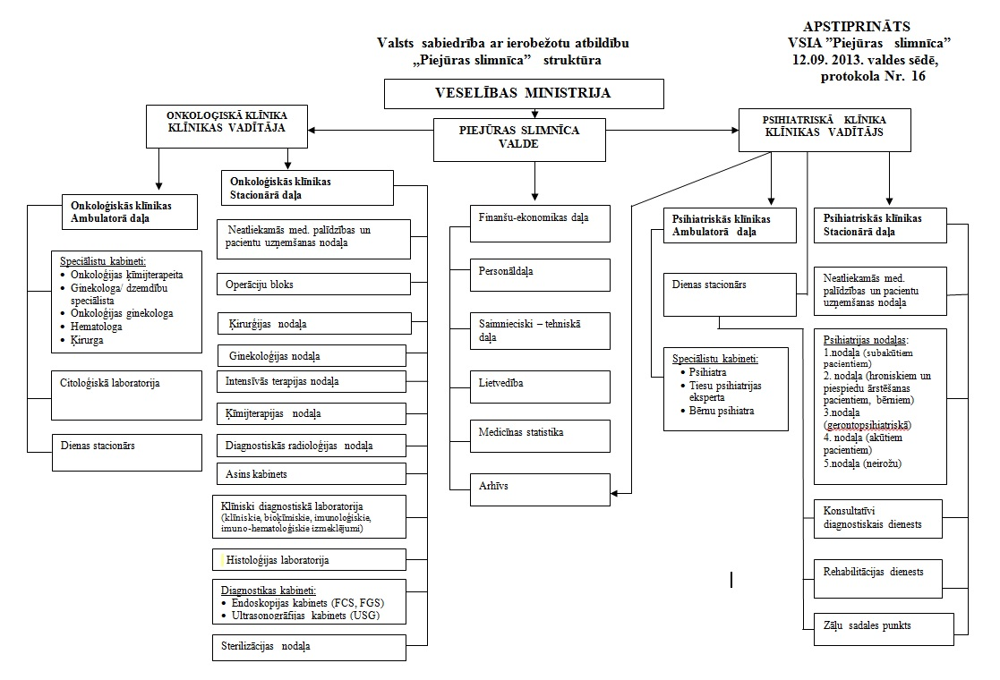 APSTIPRINĀTS
VSIA ”Piejūras slimnīca”
12.09. 2013. valdes sēdē,
protokola Nr. 16
Valsts sabiedrība ar ierobežotu atbildību
„Piejūras slimnīca” struktūra
VESELĪBAS MINISTRIJA
ONKOLOĢISKĀ KLĪNIKA
KLĪNIKAS VADĪTĀJA
PIEJŪRAS SLIMNĪCA
VALDE
PSIHIATRISKĀ KLĪNIKA
KLĪNIKAS VADĪTĀJS
Onkoloģiskās klīnikas
Ambulatorā daļa
Speciālistu kabineti:
• Onkoloģijas ķīmijterapeita
• Ginekologa/ dzemdību
speciālista
• Onkoloģijas ginekologa
• Hematologa
• Ķirurga
Citoloģiskā laboratorija
Dienas stacionārs
Onkoloģiskās klīnikas
Stacionārā daļa
Neatliekamās med. palīdzības un
pacientu uzņemšanas nodaļa
Operāciju bloks
Ķirurģijas nodaļa
Ginekoloģijas nodaļa
Intensīvās terapijas nodaļa
Ķīmijterapijas nodaļa
Diagnostiskās radioloģijas nodaļa
Asins kabinets
Klīniski diagnostiskā laboratorija
(klīniskie, bioķīmiskie, imunoloģiskie,
imuno-hematoloģiskie izmeklējumi)
Histoloģijas laboratorija
Diagnostikas kabineti:
• Endoskopijas kabinets (FCS, FGS)
• Ultrasonogrāfijas kabinets (USG)
Sterilizācijas nodaļa
Finanšu-ekonomikas daļa
Personāldaļa
Saimnieciski – tehniskā
daļa
Lietvedība
Medicīnas statistika
Arhīvs
Psihiatriskās klīnikas
Ambulatorā daļa
Dienas stacionārs
Speciālistu kabineti:
• Psihiatra
• Tiesu psihiatrijas
eksperta
• Bērnu psihiatra
Psihiatriskās klīnikas
Stacionārā daļa
Neatliekamās med.
palīdzības un pacientu
uzņemšanas nodaļa
Psihiatrijas nodaļas:
1.nodaļa (subakūtiem
pacientiem)
2. nodaļa (hroniskiem un
piespiedu ārstēšanas
pacientiem, bērniem)
3.nodaļa
(gerontopsihiatriskā)
4. nodaļa (akūtiem
pacientiem)
5.nodaļa (neirožu)
Konsultatīvi
diagnostiskais dienests
Rehabilitācijas dienests
Zāļu sadales punkts